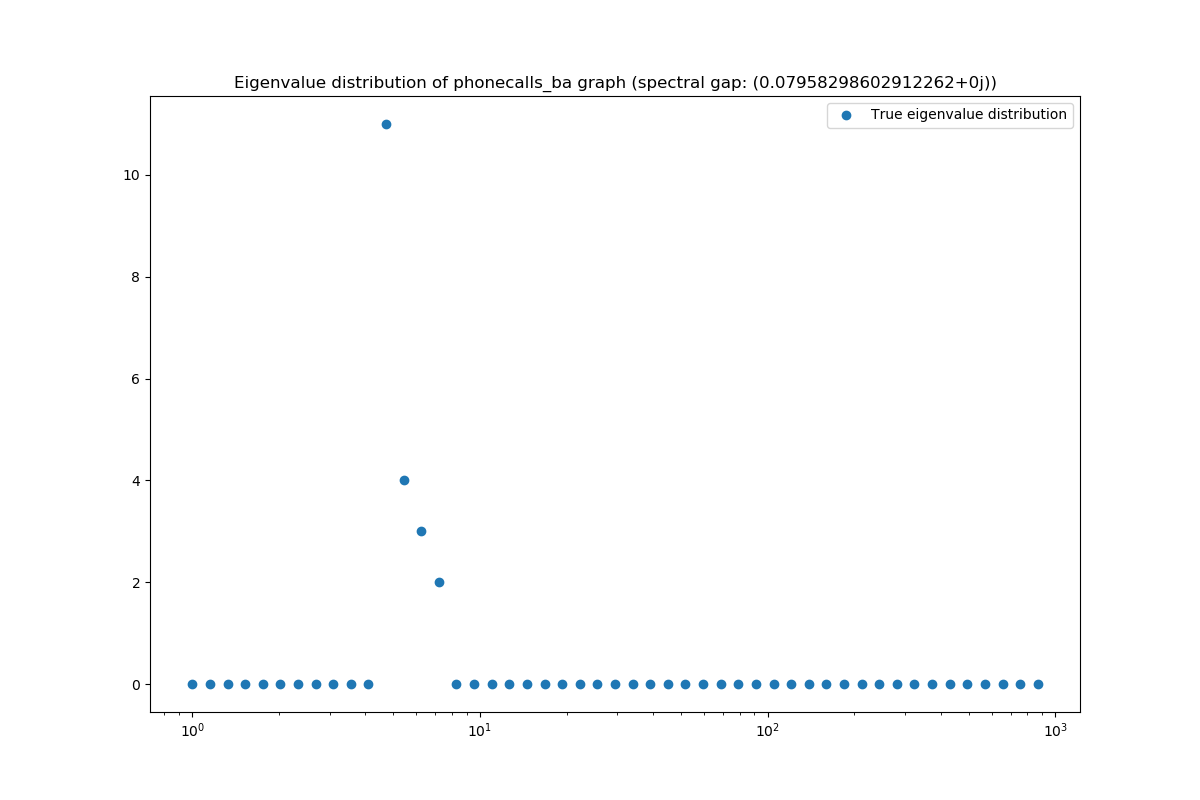 Eigenvalue distribution of phonecalls_ba graph (spectral gap: (0.07958298602912262+0j))
True eigenvalue distribution
10
8
6
4
2
0
10⁰ 10¹ 10² 10³